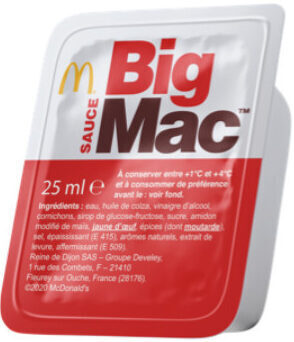 M
SAUCE
Big
Mac™
25 ml e
À conserver entre +1°C et +4°C
et à consommer de préférence
avant le : voir fond.
Ingrédients : eau, huile de colza, vinaigre d'alcool,
cornichons, sirop de glucose-fructose, sucre, amidon
modifié de maïs, jaune d'œuf, épices (dont moutarde),
sel, épaississant (E 415), arômes naturels, extrait de
levure, affermissant (E 509).
Reine de Dijon SAS – Groupe Develey,
1 rue des Combets, F – 21410
Fleurey sur Ouche, France (28176)
©2020 McDonald's